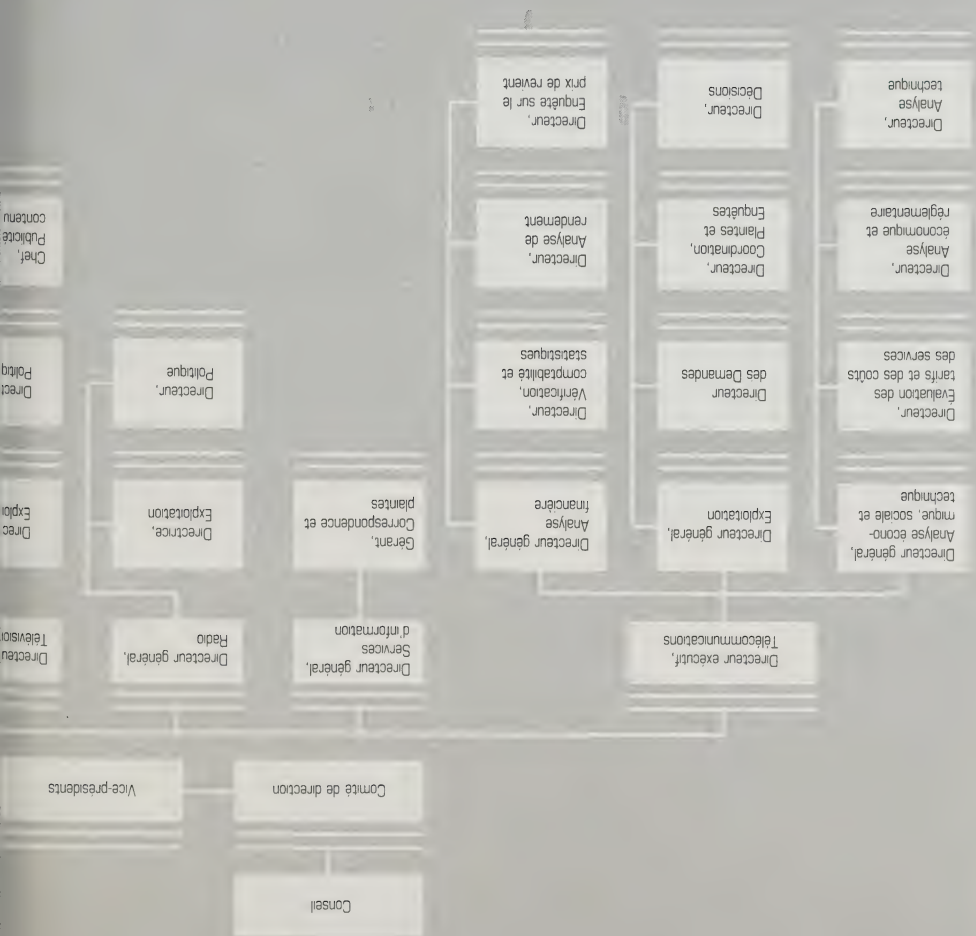 Conseil
Comité de direction
Vice-présidents
Directeur exécutif,
Télécommunications
Directeur général,
Services
d'information
Directeur général,
Radio
Directeu
Télévision
Directeur général,
Analyse écono-
mique, sociale et
technique
Directeur général,
Exploitation
Directeur général,
Analyse
financière
Gérant,
Correspondence et
plaintes
Directrice,
Exploitation
Direc
Exploi
Directeur,
Évaluation des
tarifs et des coûts
des services
Directeur
des Demandes
Directeur,
Vérification,
comptabilité et
statistiques
Directeur,
Politique
Direct
Politiq
Directeur,
Analyse
économique et
réglementaire
Directeur,
Coordination,
Plaintes et
Enquêtes
Directeur,
Analyse de
rendement
Chef,
Publicité
contenu
Directeur,
Analyse
technique
Directeur,
Décisions
Directeur,
Enquête sur le
prix de revient